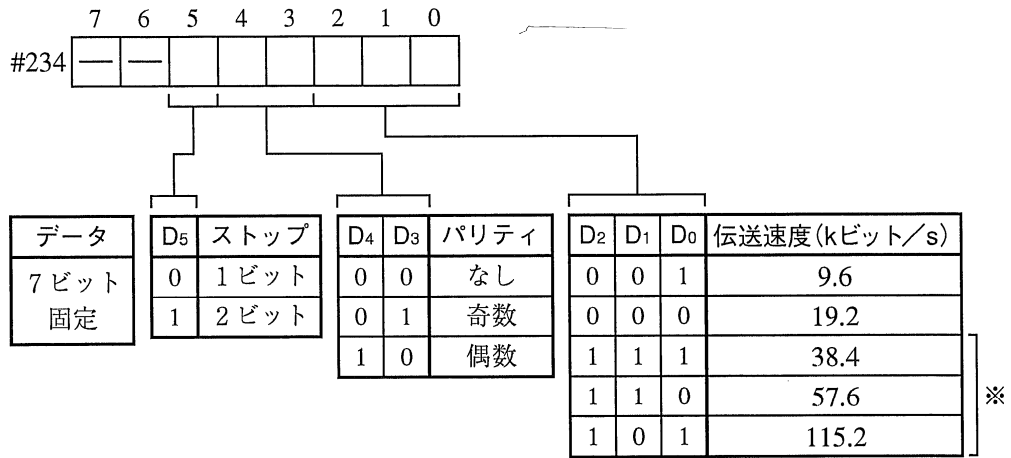 7 6 5 4 3 2 1 0
#234 — —
データ
7ビット
固定
D5 ストップ
0 1ビット
1 2ビット
D4 D3 パリティ
0 0 なし
0 1 奇数
1 0 偶数
D2 D1 D0 伝送速度(kビット/s)
0 0 1 9.6
0 0 0 19.2
1 1 1 38.4
1 1 0 57.6
1 0 1 115.2
※